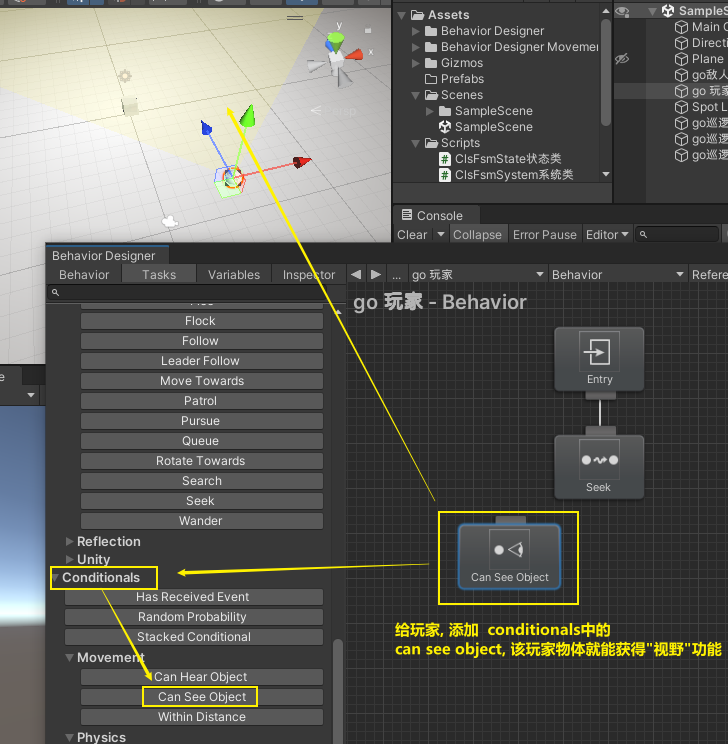 y
x
Assets
Behavior Designer
Behavior Designer Movemen
Gizmos
Prefabs
Scenes
SampleScene
SampleScene
Scripts
ClsFsmState状态类
ClsFsmSystem系统类
SampleS
Main C
Directi
Plane
go敌人
go 玩家
Spot L
go巡逻
go巡逻
go巡逻
Console
Clear
Collapse
Error Pause
Editor
Behavior Designer
Behavior
Tasks
Variables
Inspector
...
go 玩家
Behavior
Refere
go 玩家 - Behavior
Flock
Follow
Leader Follow
Move Towards
Patrol
Pursue
Queue
Rotate Towards
Search
Seek
Wander
Reflection
Unity
Conditionals
Has Received Event
Random Probability
Stacked Conditional
Movement
Can Hear Object
Can See Object
Within Distance
Physics
Entry
Seek
Can See Object
给玩家, 添加 conditionals中的
can see object, 该玩家物体就能获得"视野"功能